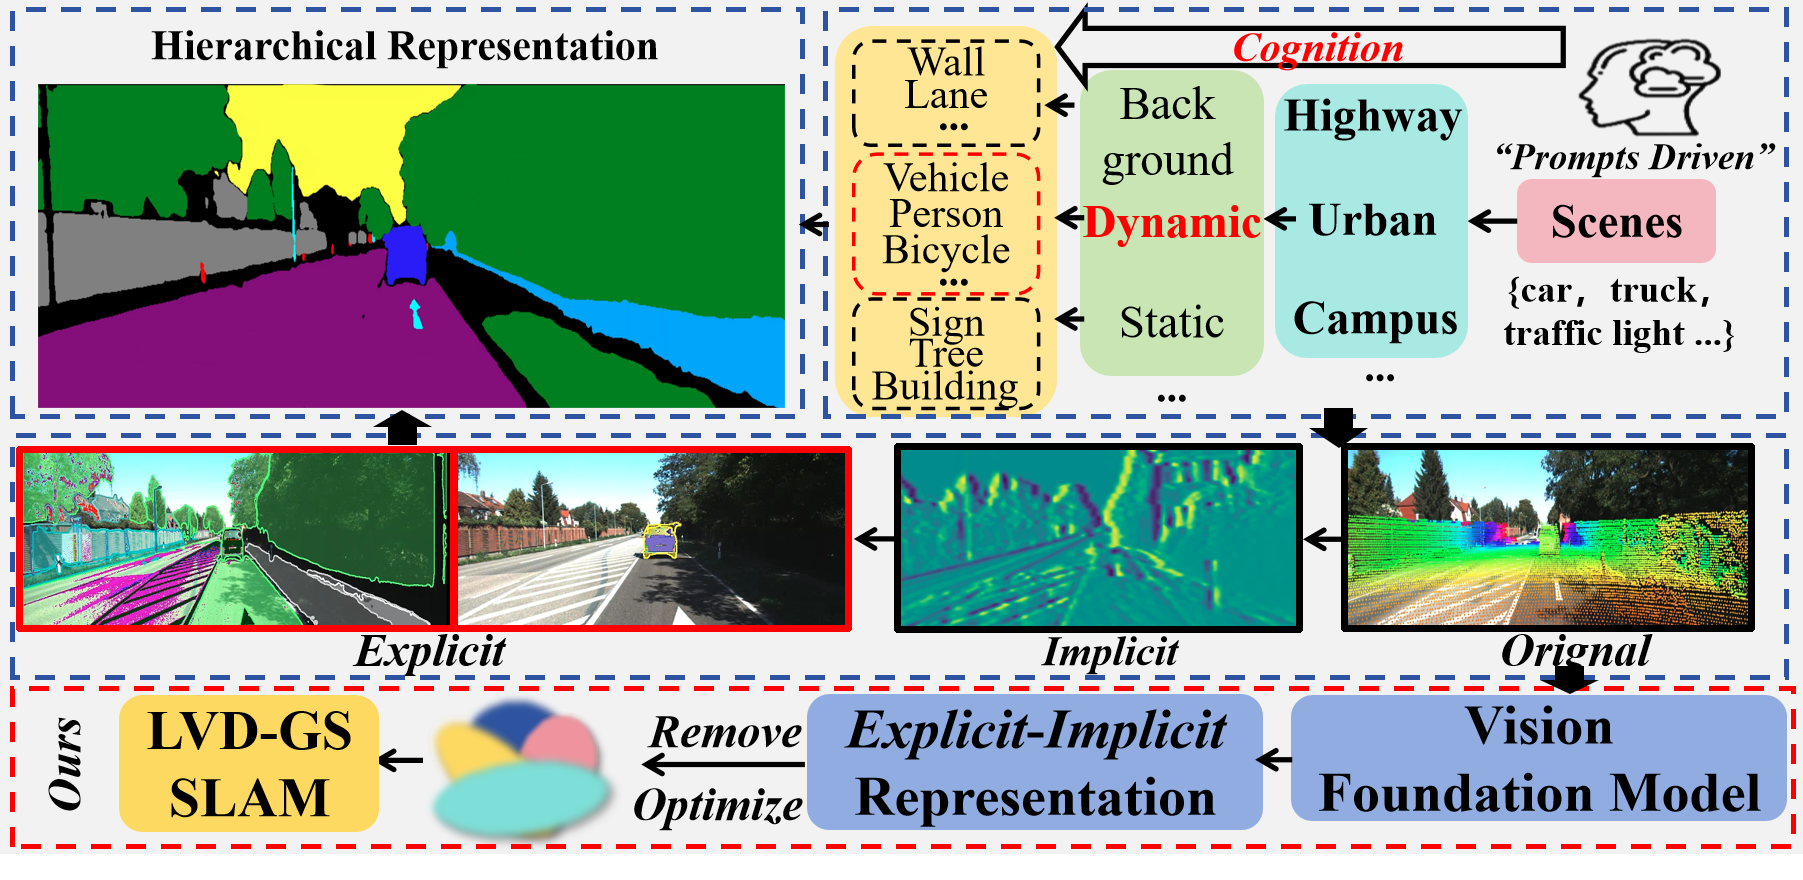 Hierarchical Representation
Cognition
Wall
Lane
...
Vehicle
Person
Bicycle
...
Sign
Tree
Building
Back
ground
Dynamic
Static
...
Highway
Urban
Campus
...
“Prompts Driven”
Scenes
{car, truck,
traffic light ...}
Explicit
Implicit
Orignal
Ours
LVD-GS
SLAM
Remove
Optimize
Explicit-Implicit
Representation
Vision
Foundation Model